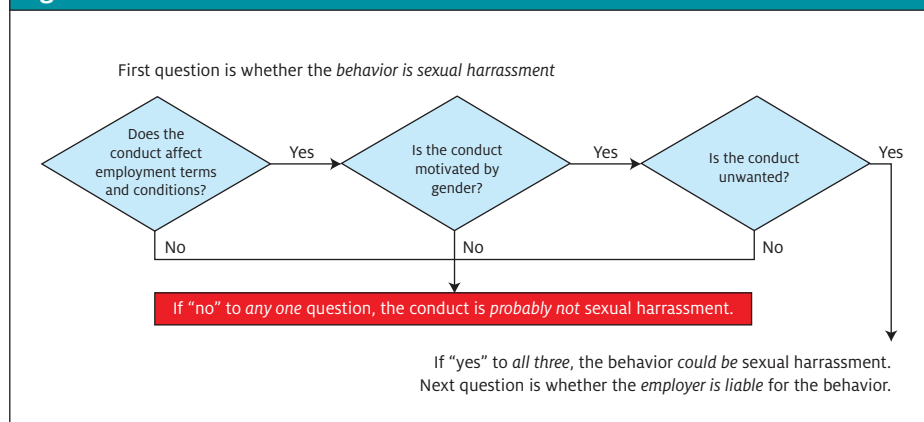 First question is whether the behavior is sexual harrassment
Does the
conduct affect
employment terms
and conditions?
Yes
Is the conduct
motivated by
gender?
Yes
Is the conduct
unwanted?
Yes
No
No
No
If “no” to any one question, the conduct is probably not sexual harrassment.
If “yes” to all three, the behavior could be sexual harrassment.
Next question is whether the employer is liable for the behavior.